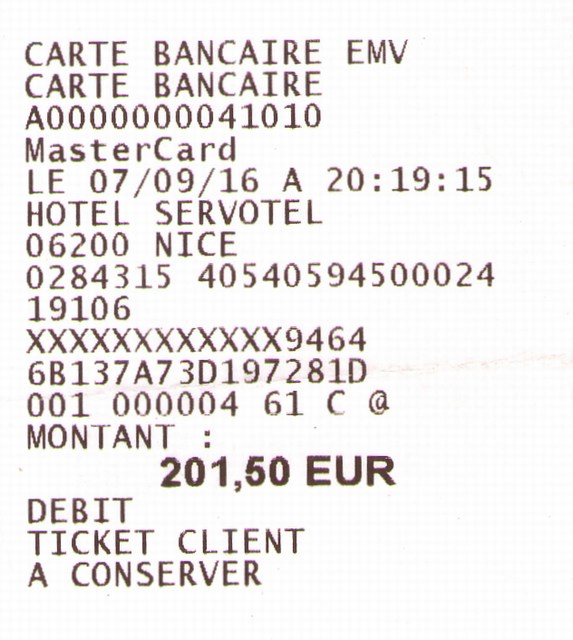 CARTE BANCAIRE EMV
CARTE BANCAIRE
A0000000041010
MasterCard
LE 07/09/16 A 20:19:15
HOTEL SERVOTEL
06200 NICE
0284315 40540594500024
19106
XXXXXXXXXXXX9464
6B137A73D197281D
001 000004 61 C @
MONTANT :
201,50 EUR
DEBIT
TICKET CLIENT
A CONSERVER